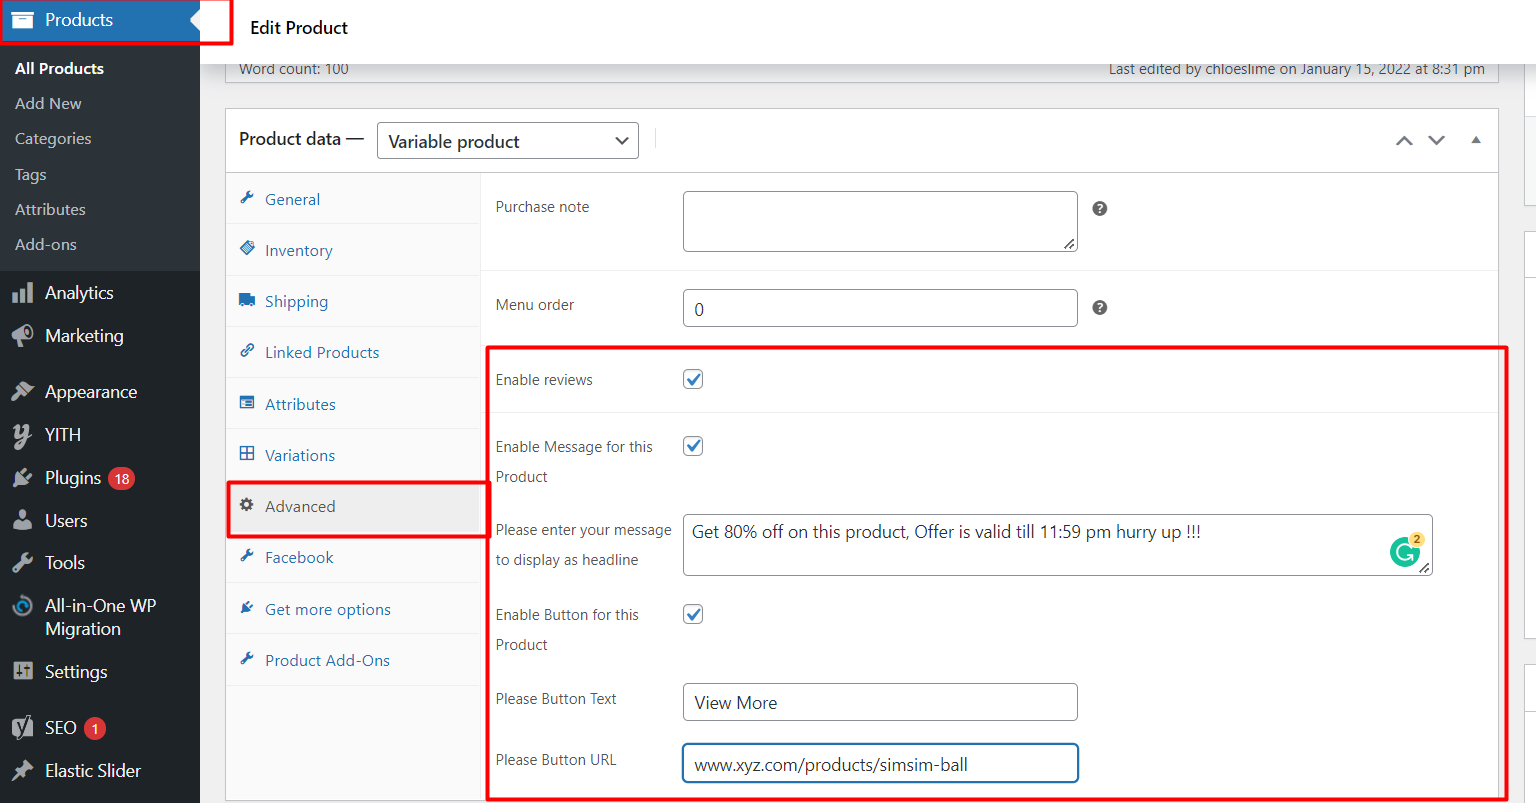 Products
Edit Product
All Products
Add New
Categories
Tags
Attributes
Add-ons
Analytics
Marketing
Appearance
YITH
Plugins 18
Users
Tools
All-in-One WP
Migration
Settings
SEO 1
Elastic Slider
Word count: 100
Last edited by chloeslime on January 15, 2022 at 8:31 pm
Product data — Variable product
General
Inventory
Shipping
Linked Products
Attributes
Variations
Advanced
Facebook
Get more options
Product Add-Ons
Purchase note
Menu order 0
Enable reviews
Enable Message for this
Product
Please enter your message
to display as headline
Get 80% off on this product, Offer is valid till 11:59 pm hurry up !!!
2
Enable Button for this
Product
Please Button Text View More
Please Button URL www.xyz.com/products/simsim-ball